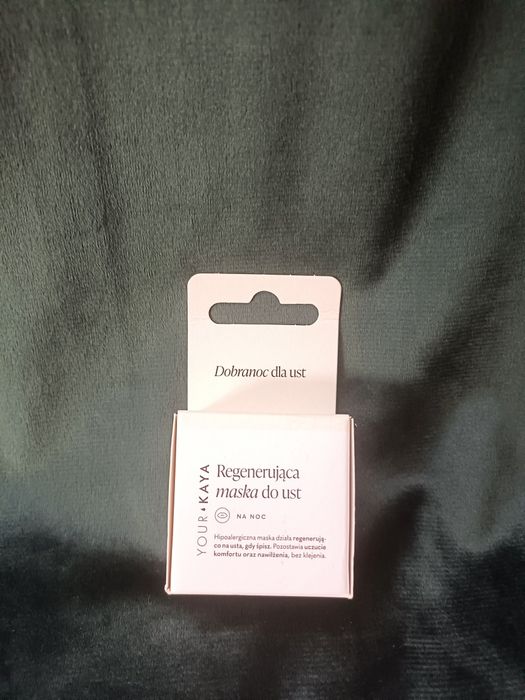 Dobranoc dla ust
YOUR KAYA
Regenerująca
maska do ust
NA NOC
Hipoalergiczna maska działa regenerują-
co na usta, gdy śpisz. Pozostawia uczucie
komfortu oraz nawilżenia, bez klejenia.